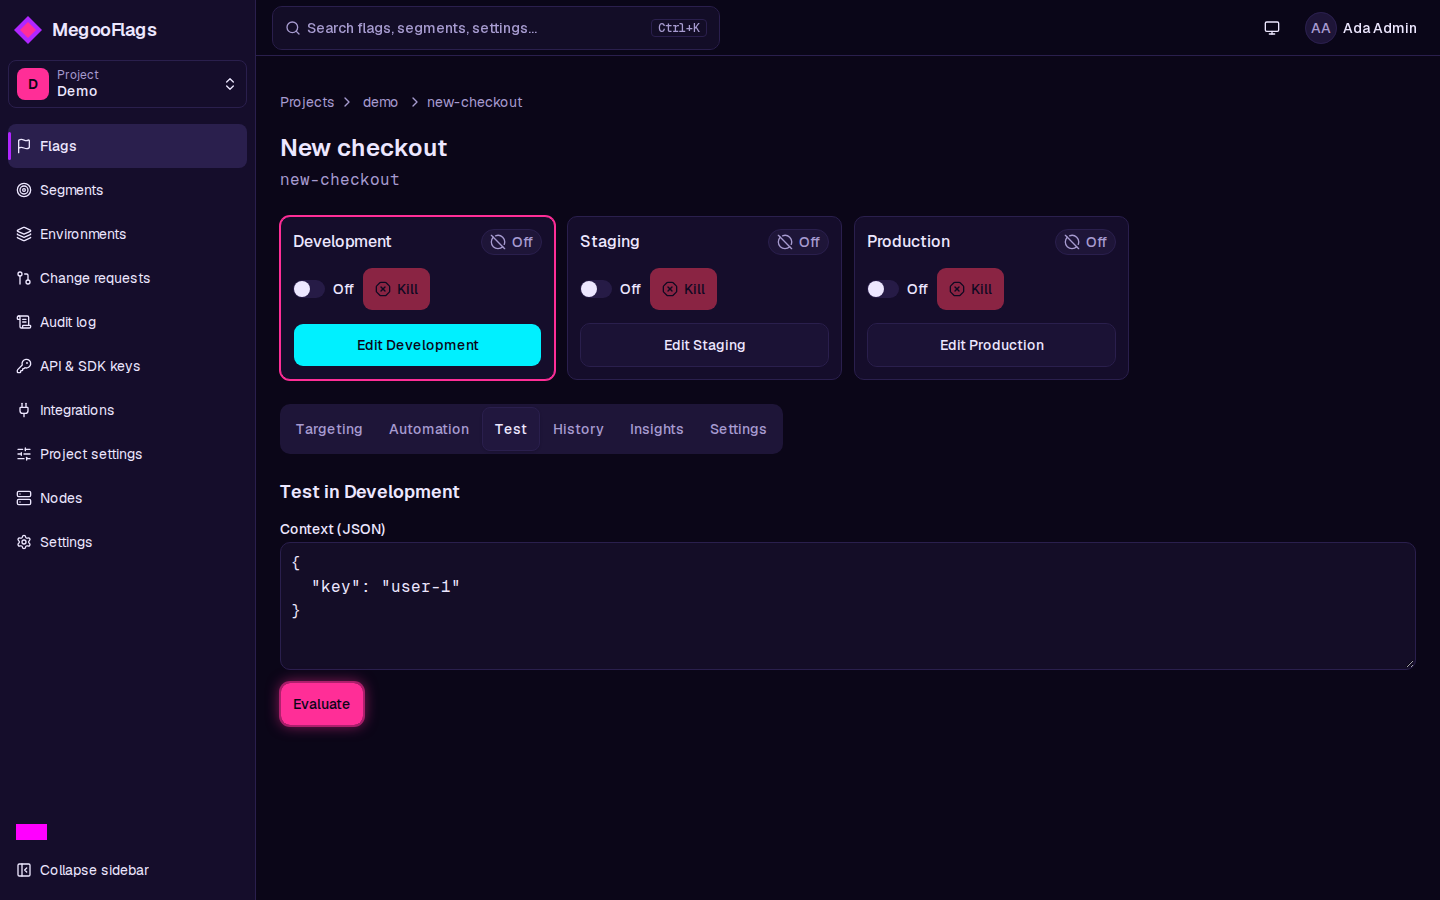 MegooFlags
Search flags, segments, settings...
Ctrl+K
AA
Ada Admin
D
Project
Demo
Flags
Segments
Environments
Change requests
Audit log
API & SDK keys
Integrations
Project settings
Nodes
Settings
Collapse sidebar
Projects > demo > new-checkout
New checkout
new-checkout
Development
Off
Off
Kill
Edit Development
Staging
Off
Off
Kill
Edit Staging
Production
Off
Off
Kill
Edit Production
Targeting
Automation
Test
History
Insights
Settings
Test in Development
Context (JSON)
{
"key": "user-1"
}
Evaluate